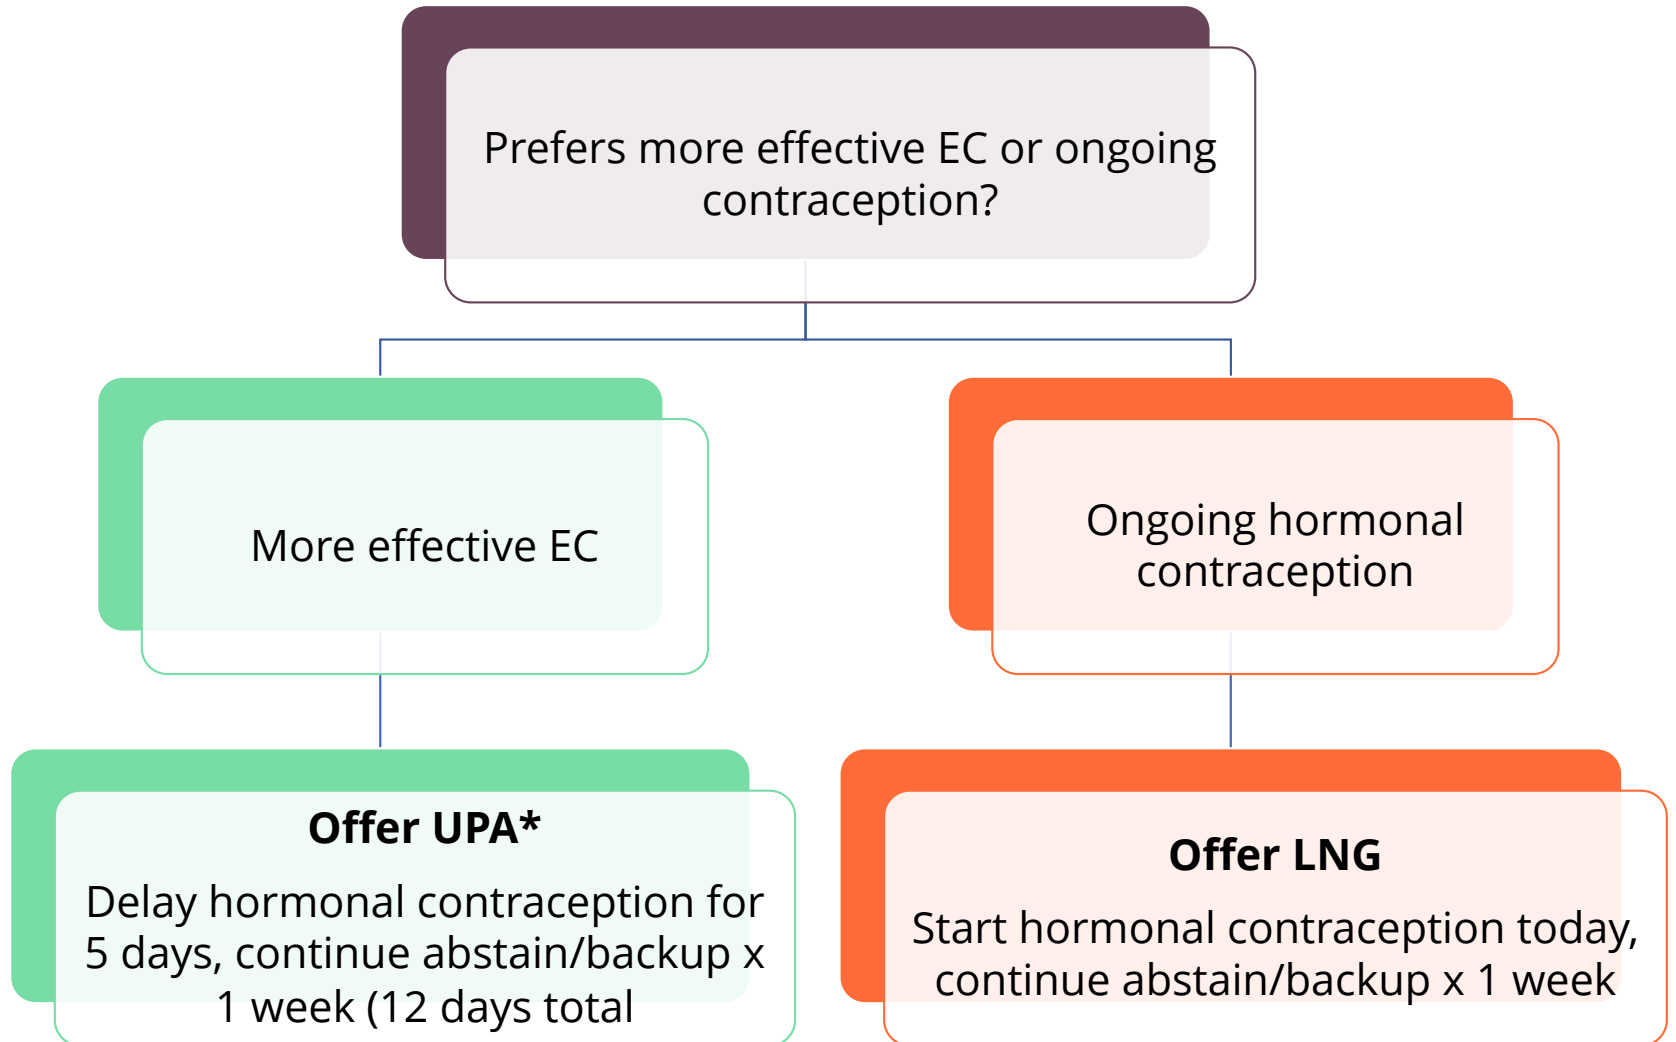 Prefers more effective EC or ongoing
contraception?
More effective EC
Ongoing hormonal
contraception
Offer UPA*
Delay hormonal contraception for
5 days, continue abstain/backup x
1 week (12 days total
Offer LNG
Start hormonal contraception today,
continue abstain/backup x 1 week